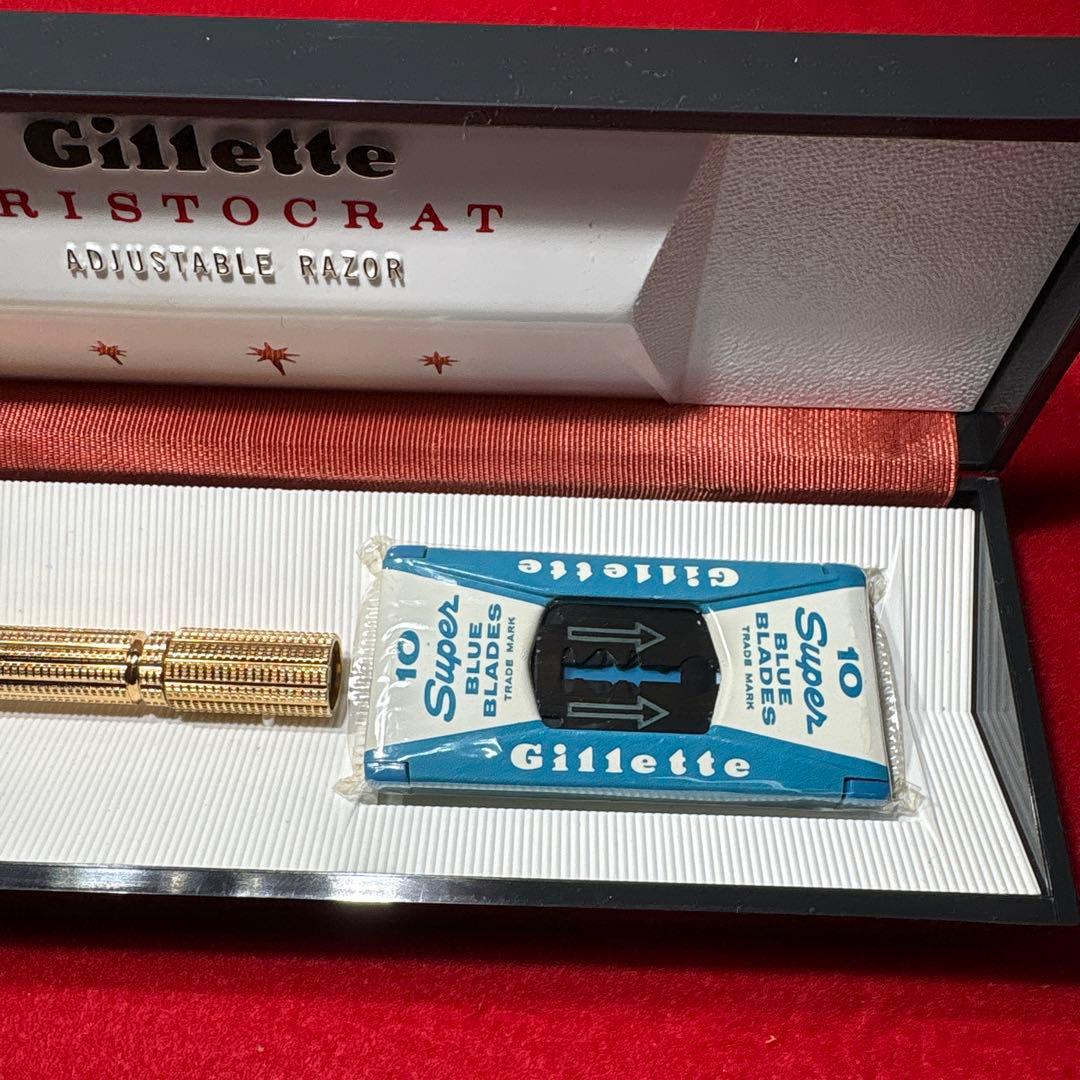 Gillette
RISTOCRAT
ADJUSTABLE RAZOR
Gillette
10
Super
BLUE
BLADES
TRADE MARK
10
Super
BLUE
BLADES
TRADE MARK
Gillette